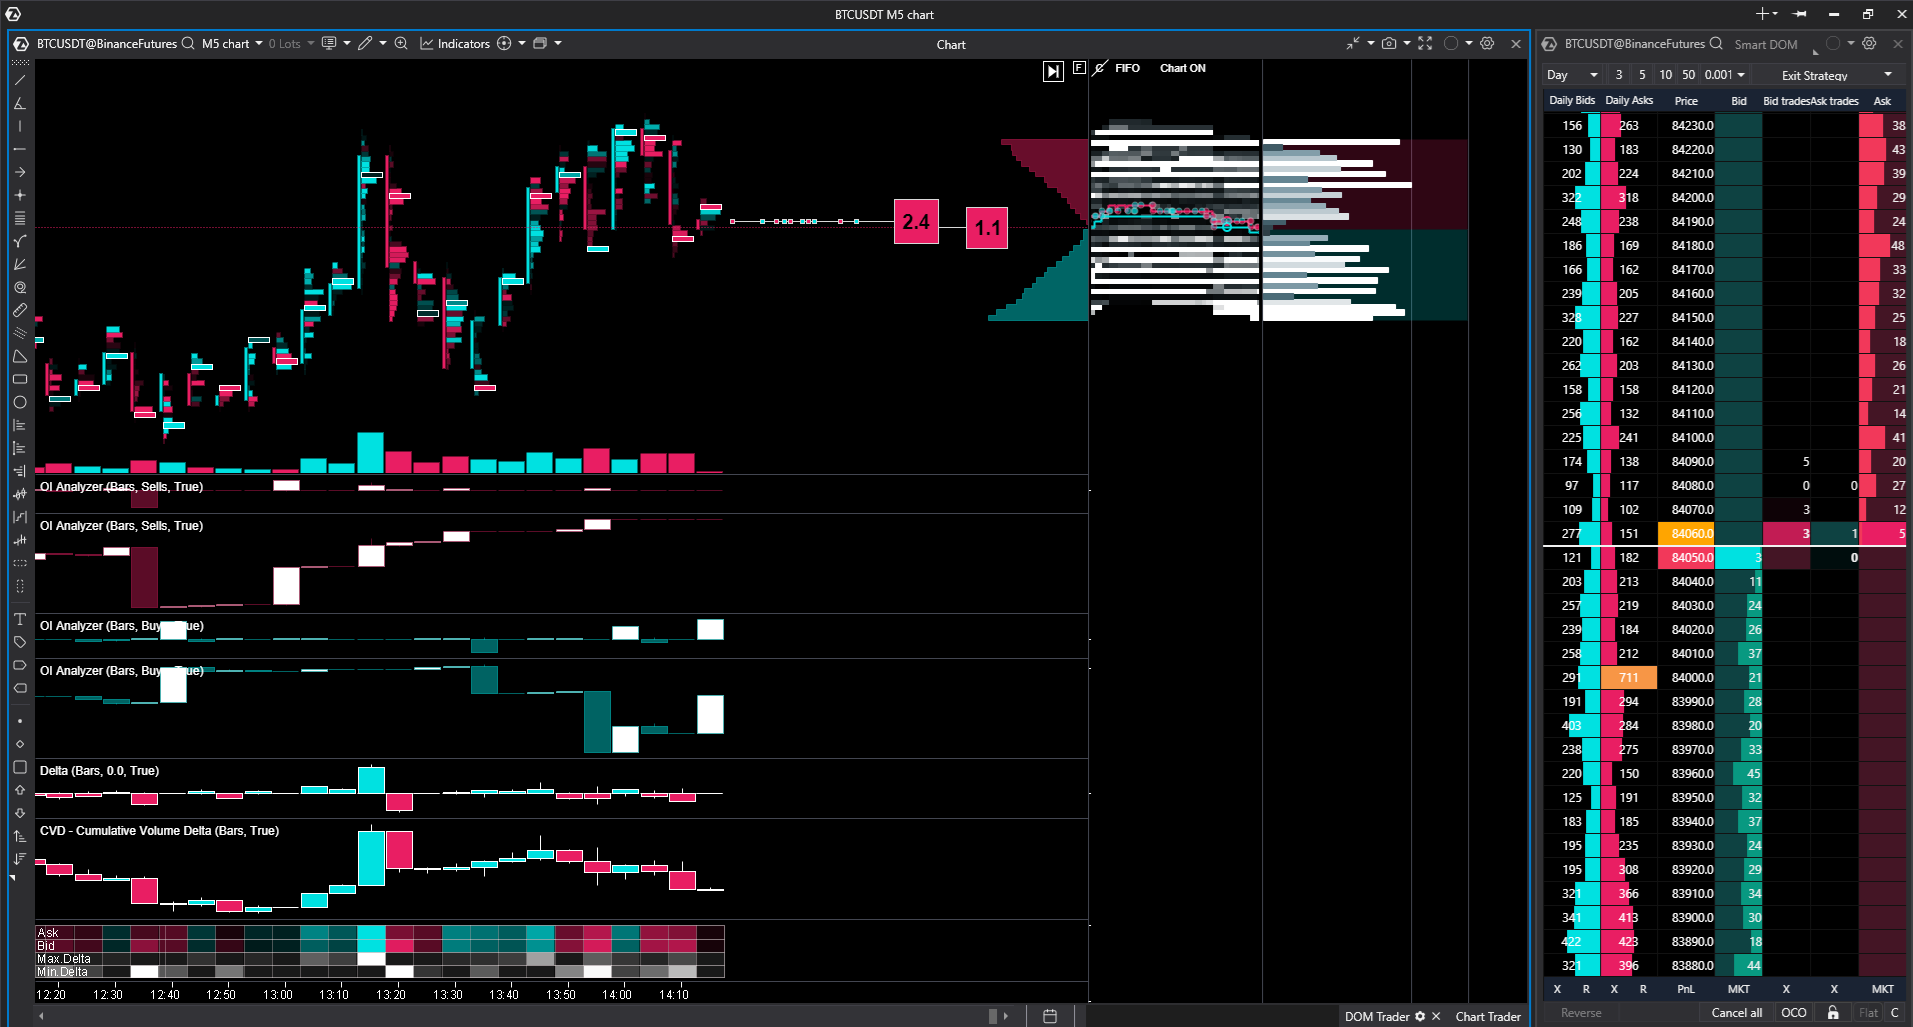 BTCUSDT M5 chart
BTCUSDT@BinanceFutures M5 chart 0 Lots Indicators Chart
BTCUSDT@BinanceFutures Smart DOM
F FIFO Chart ON
2.4 1.1
OI Analyzer (Bars, Sells, True)
OI Analyzer (Bars, Sells, True)
OI Analyzer (Bars, Buy ue)
OI Analyzer (Bars, Buy True)
Delta (Bars, 0.0, True)
CVD - Cumulative Volume Delta (Bars, True)
Ask
Bid
Max.Delta
Min.Delta
12:20 12:30 12:40 12:50 13:00 13:10 13:20 13:30 13:40 13:50 14:00 14:10
DOM Trader Chart Trader
Day 3 5 10 50 0.001 Exit Strategy
Daily Bids Daily Asks Price Bid Bid trades Ask trades Ask
156 263 84230.0 38
130 183 84220.0 43
202 224 84210.0 39
322 318 84200.0 29
248 238 84190.0 24
186 169 84180.0 48
166 162 84170.0 33
239 205 84160.0 32
328 227 84150.0 25
220 162 84140.0 18
262 203 84130.0 26
158 158 84120.0 21
256 132 84110.0 14
225 241 84100.0 41
174 138 84090.0 5 20
97 117 84080.0 0 0 27
109 102 84070.0 3 12
277 151 84060.0 3 1 5
121 182 84050.0 3 0
203 213 84040.0 11
257 219 84030.0 24
239 184 84020.0 26
258 212 84010.0 37
291 711 84000.0 21
191 294 83990.0 28
403 284 83980.0 20
238 275 83970.0 33
220 150 83960.0 45
125 191 83950.0 32
183 185 83940.0 37
195 235 83930.0 24
195 308 83920.0 29
321 366 83910.0 34
341 413 83900.0 30
422 423 83890.0 18
321 396 83880.0 44
X R X R PnL MKT X X MKT
Reverse Cancel all OCO Flat C